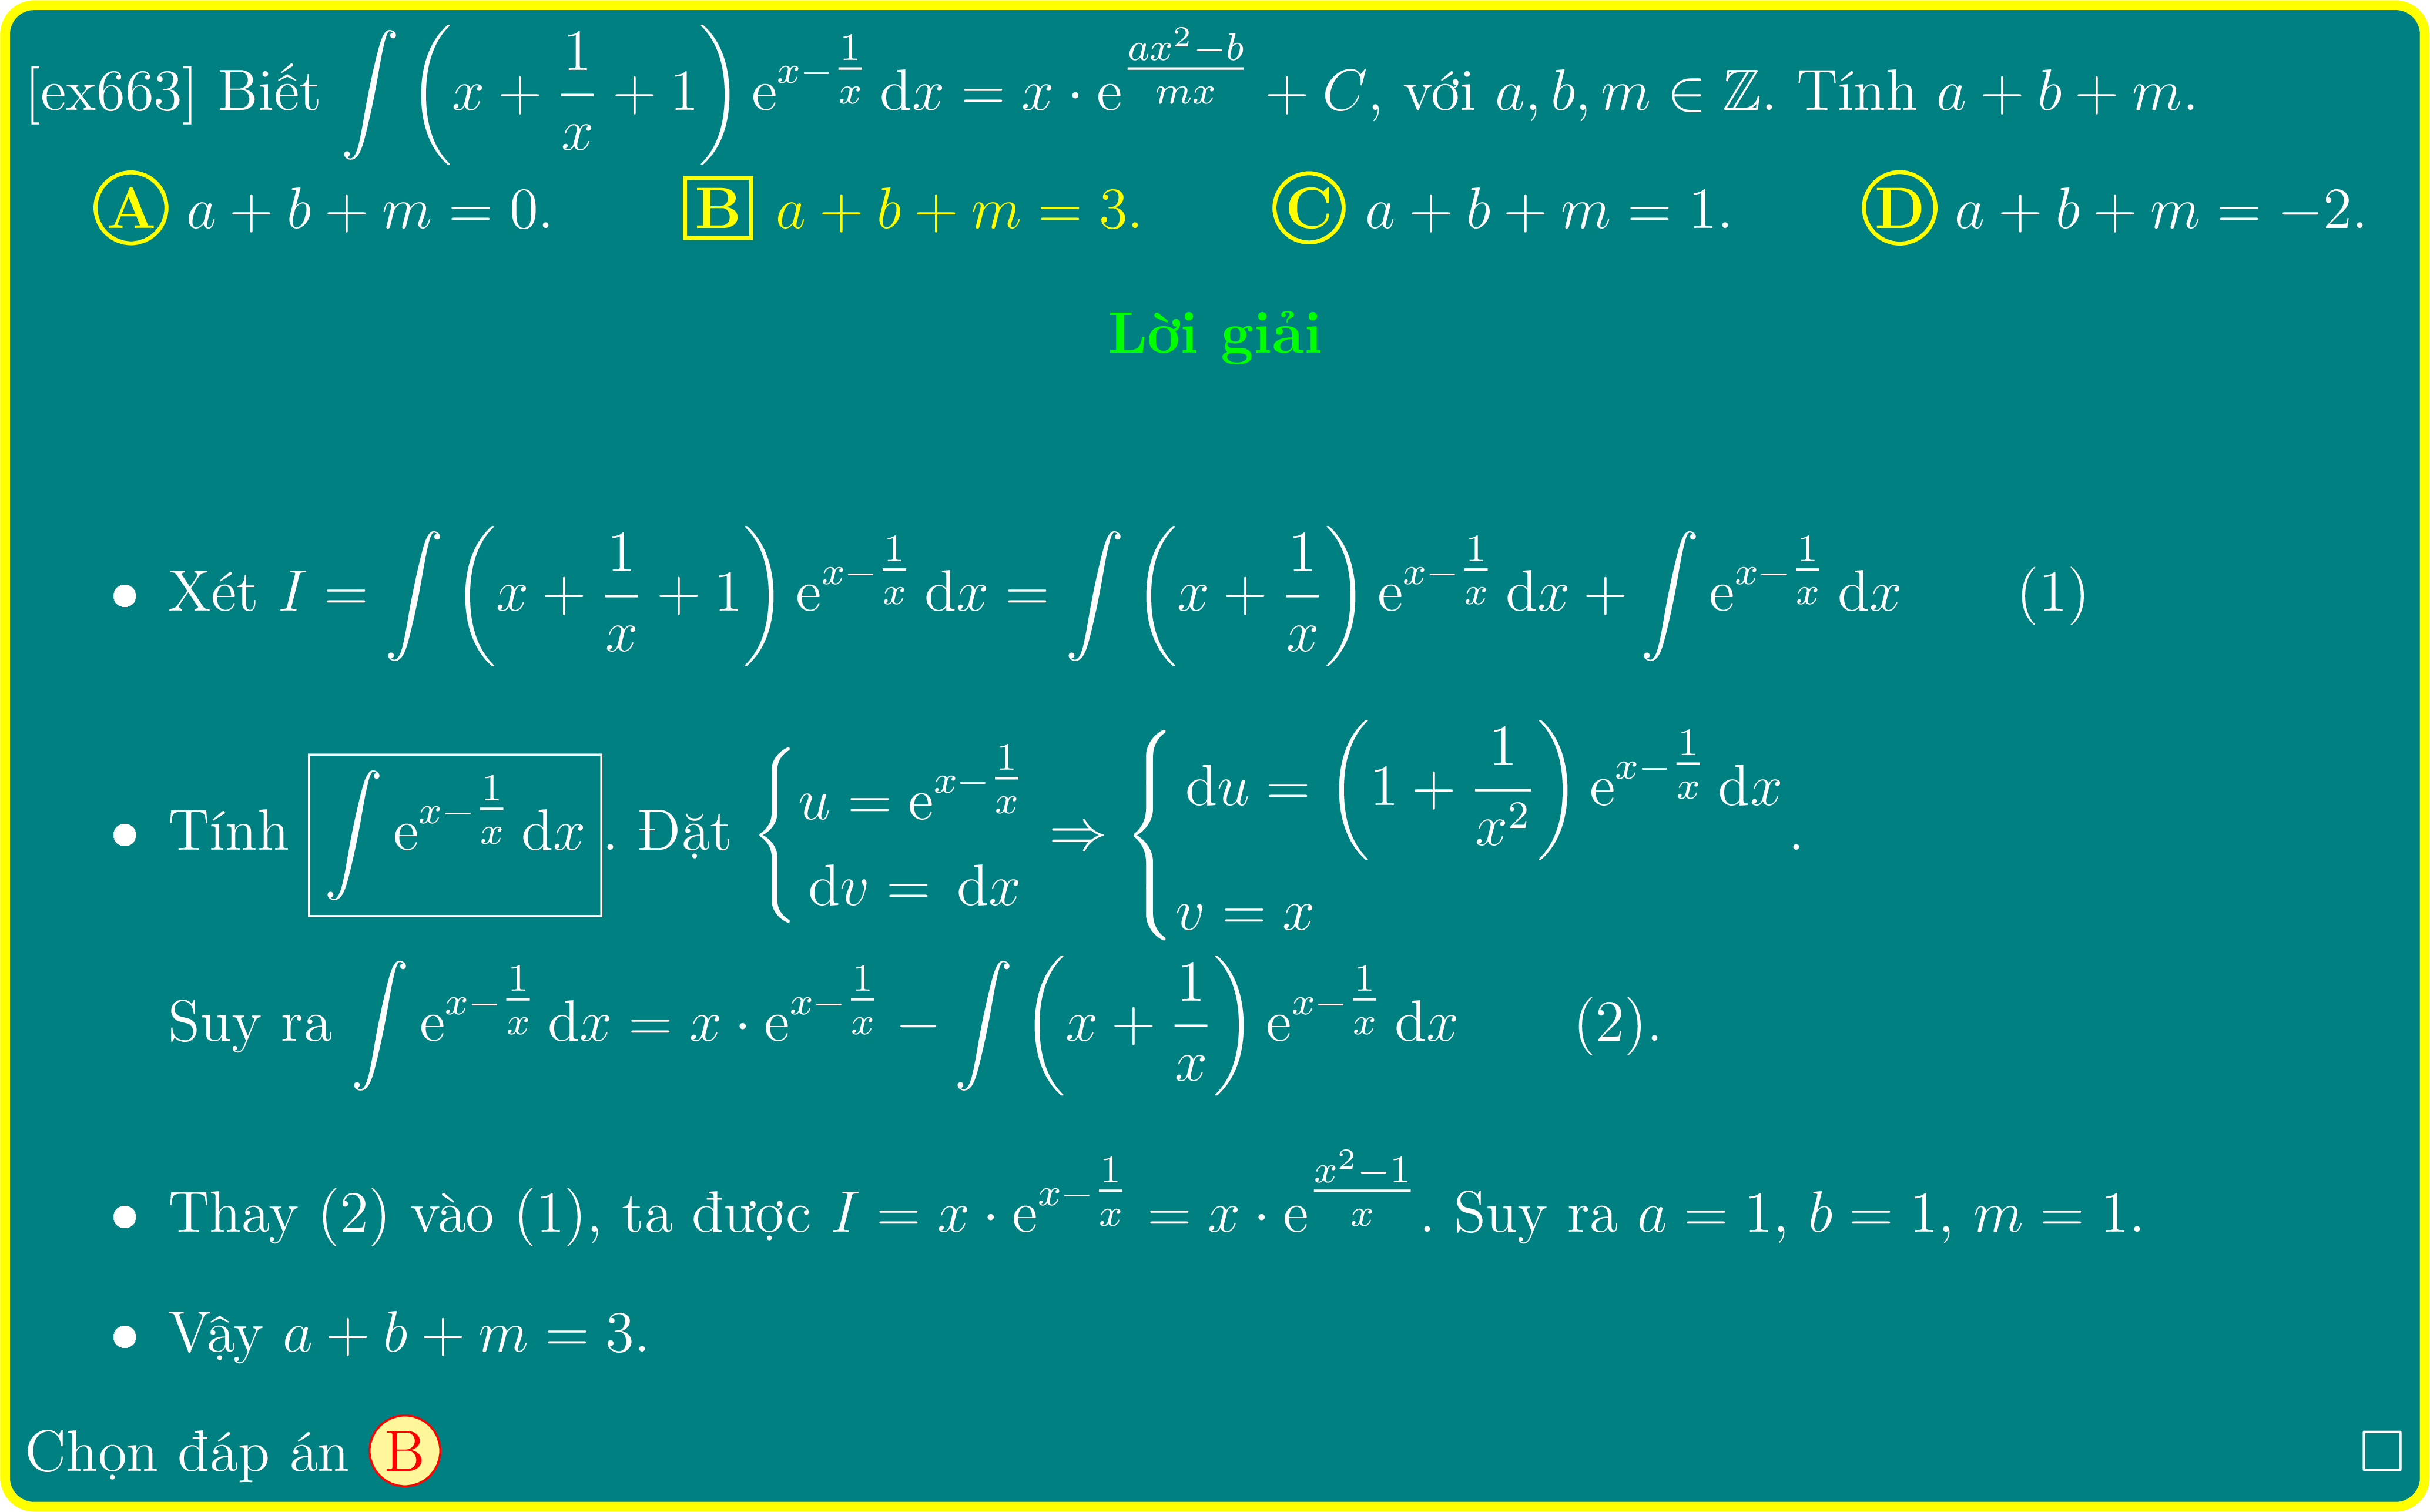 [ex663] Biết $\int \left(x + \frac{1}{x} + 1\right) \mathrm{e}^{x - \frac{1}{x}} \, \mathrm{d}x = x \cdot \mathrm{e}^{\frac{ax^2 - b}{mx}} + C$, với $a, b, m \in \mathbb{Z}$. Tính $a + b + m$.
A $a + b + m = 0$. B $a + b + m = 3$. C $a + b + m = 1$. D $a + b + m = -2$.
Lời giải
• Xét $I = \int \left(x + \frac{1}{x} + 1\right) \mathrm{e}^{x - \frac{1}{x}} \, \mathrm{d}x = \int \left(x + \frac{1}{x}\right) \mathrm{e}^{x - \frac{1}{x}} \, \mathrm{d}x + \int \mathrm{e}^{x - \frac{1}{x}} \, \mathrm{d}x$ (1)
• Tính $\boxed{\int \mathrm{e}^{x - \frac{1}{x}} \, \mathrm{d}x}$. Đặt $\begin{cases} u = \mathrm{e}^{x - \frac{1}{x}} \\ \mathrm{d}v = \mathrm{d}x \end{cases} \Rightarrow \begin{cases} \mathrm{d}u = \left(1 + \frac{1}{x^2}\right) \mathrm{e}^{x - \frac{1}{x}} \, \mathrm{d}x \\ v = x \end{cases}$.
Suy ra $\int \mathrm{e}^{x - \frac{1}{x}} \, \mathrm{d}x = x \cdot \mathrm{e}^{x - \frac{1}{x}} - \int \left(x + \frac{1}{x}\right) \mathrm{e}^{x - \frac{1}{x}} \, \mathrm{d}x$ (2).
• Thay (2) vào (1), ta được $I = x \cdot \mathrm{e}^{x - \frac{1}{x}} = x \cdot \mathrm{e}^{\frac{x^2 - 1}{x}}$. Suy ra $a = 1$, $b = 1$, $m = 1$.
• Vậy $a + b + m = 3$.
Chọn đáp án B □